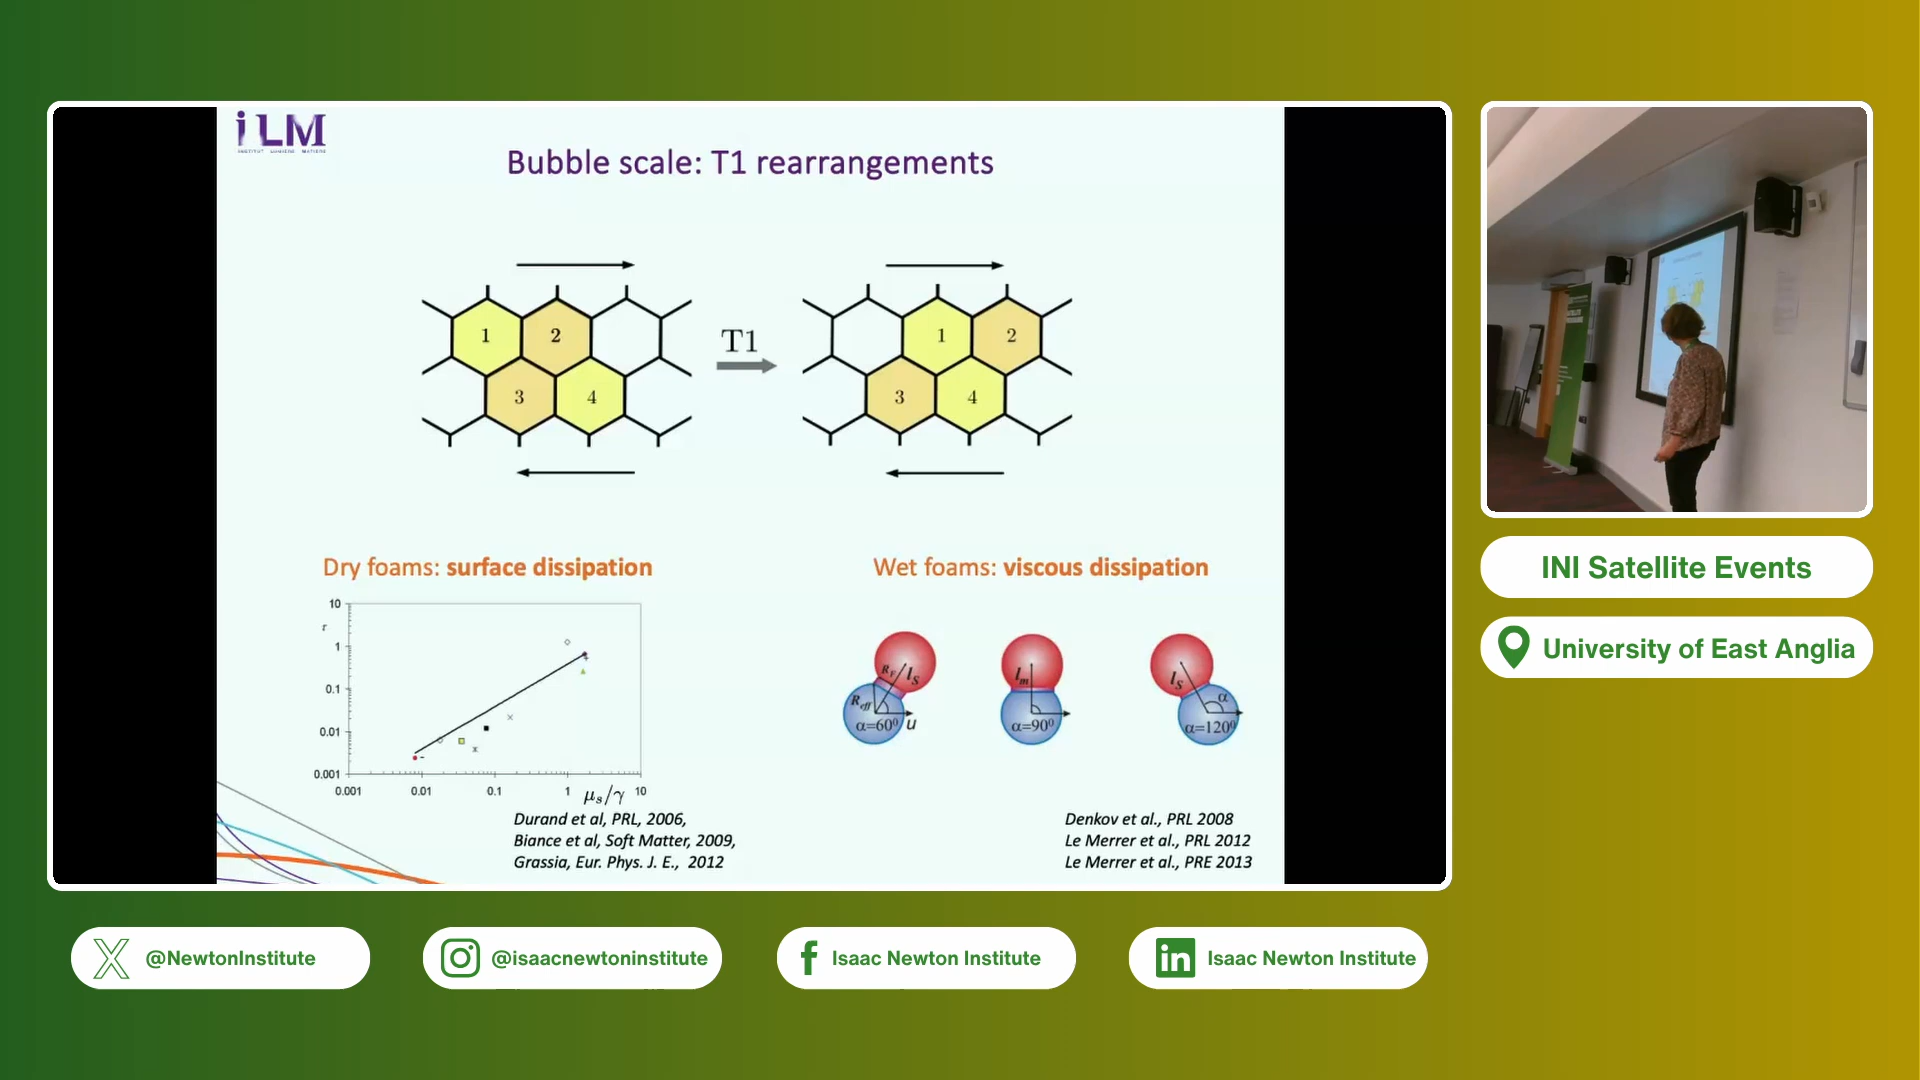 iLM
INSTITUT LUMIÈRE MATIÈRE
Bubble scale: T1 rearrangements
1
2
3
4
T1
1
2
3
4
Dry foams: surface dissipation
10
r
1
0.1
0.01
0.001
0.001
0.01
0.1
1
μs/γ
10
Durand et al, PRL, 2006,
Biance et al, Soft Matter, 2009,
Grassia, Eur. Phys. J. E., 2012
Wet foams: viscous dissipation
RF
lS
Reff
α=60⁰
u
lm
α=90⁰
lS
α
α=120⁰
Denkov et al., PRL 2008
Le Merrer et al., PRL 2012
Le Merrer et al., PRE 2013
INI Satellite Events
University of East Anglia
@NewtonInstitute
@isaacnewtoninstitute
Isaac Newton Institute
Isaac Newton Institute